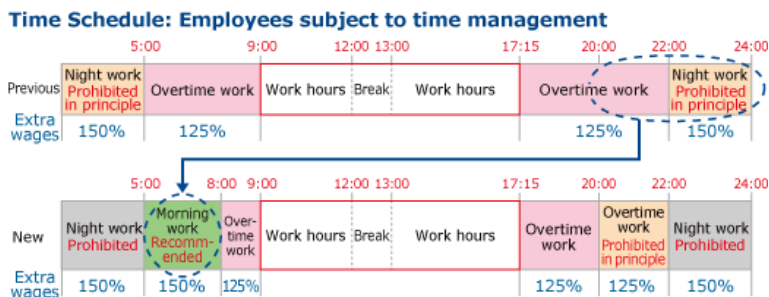 Time Schedule: Employees subject to time management
5:00 9:00 12:00 13:00 17:15 20:00 22:00 24:00
Previous
Night work
Prohibited
in principle
Overtime work
Work hours
Break
Work hours
Overtime work
Night work
Prohibited
in principle
Extra
wages
150% 125% 125% 150%
5:00 8:00 9:00 12:00 13:00 17:15 20:00 22:00 24:00
New
Night work
Prohibited
Morning
work
Recomm-
ended
Over-
time
work
Work hours
Break
Work hours
Overtime
work
Overtime
work
Prohibited
in principle
Night work
Prohibited
Extra
wages
150% 150% 125% 125% 125% 150%